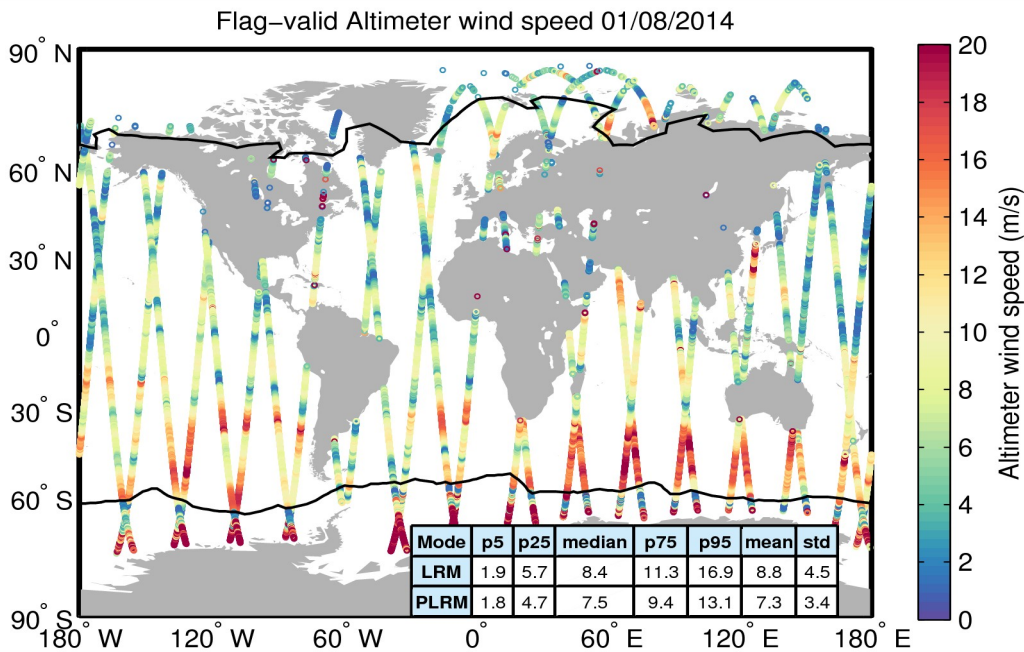 Flag−valid Altimeter wind speed 01/08/2014
90° N
60° N
30° N
0°
30° S
60° S
90° S
180° W
120° W
60° W
0°
60° E
120° E
180° E
Mode p5 p25 median p75 p95 mean std
LRM 1.9 5.7 8.4 11.3 16.9 8.8 4.5
PLRM 1.8 4.7 7.5 9.4 13.1 7.3 3.4
20
18
16
14
12
10
8
6
4
2
0
Altimeter wind speed (m/s)